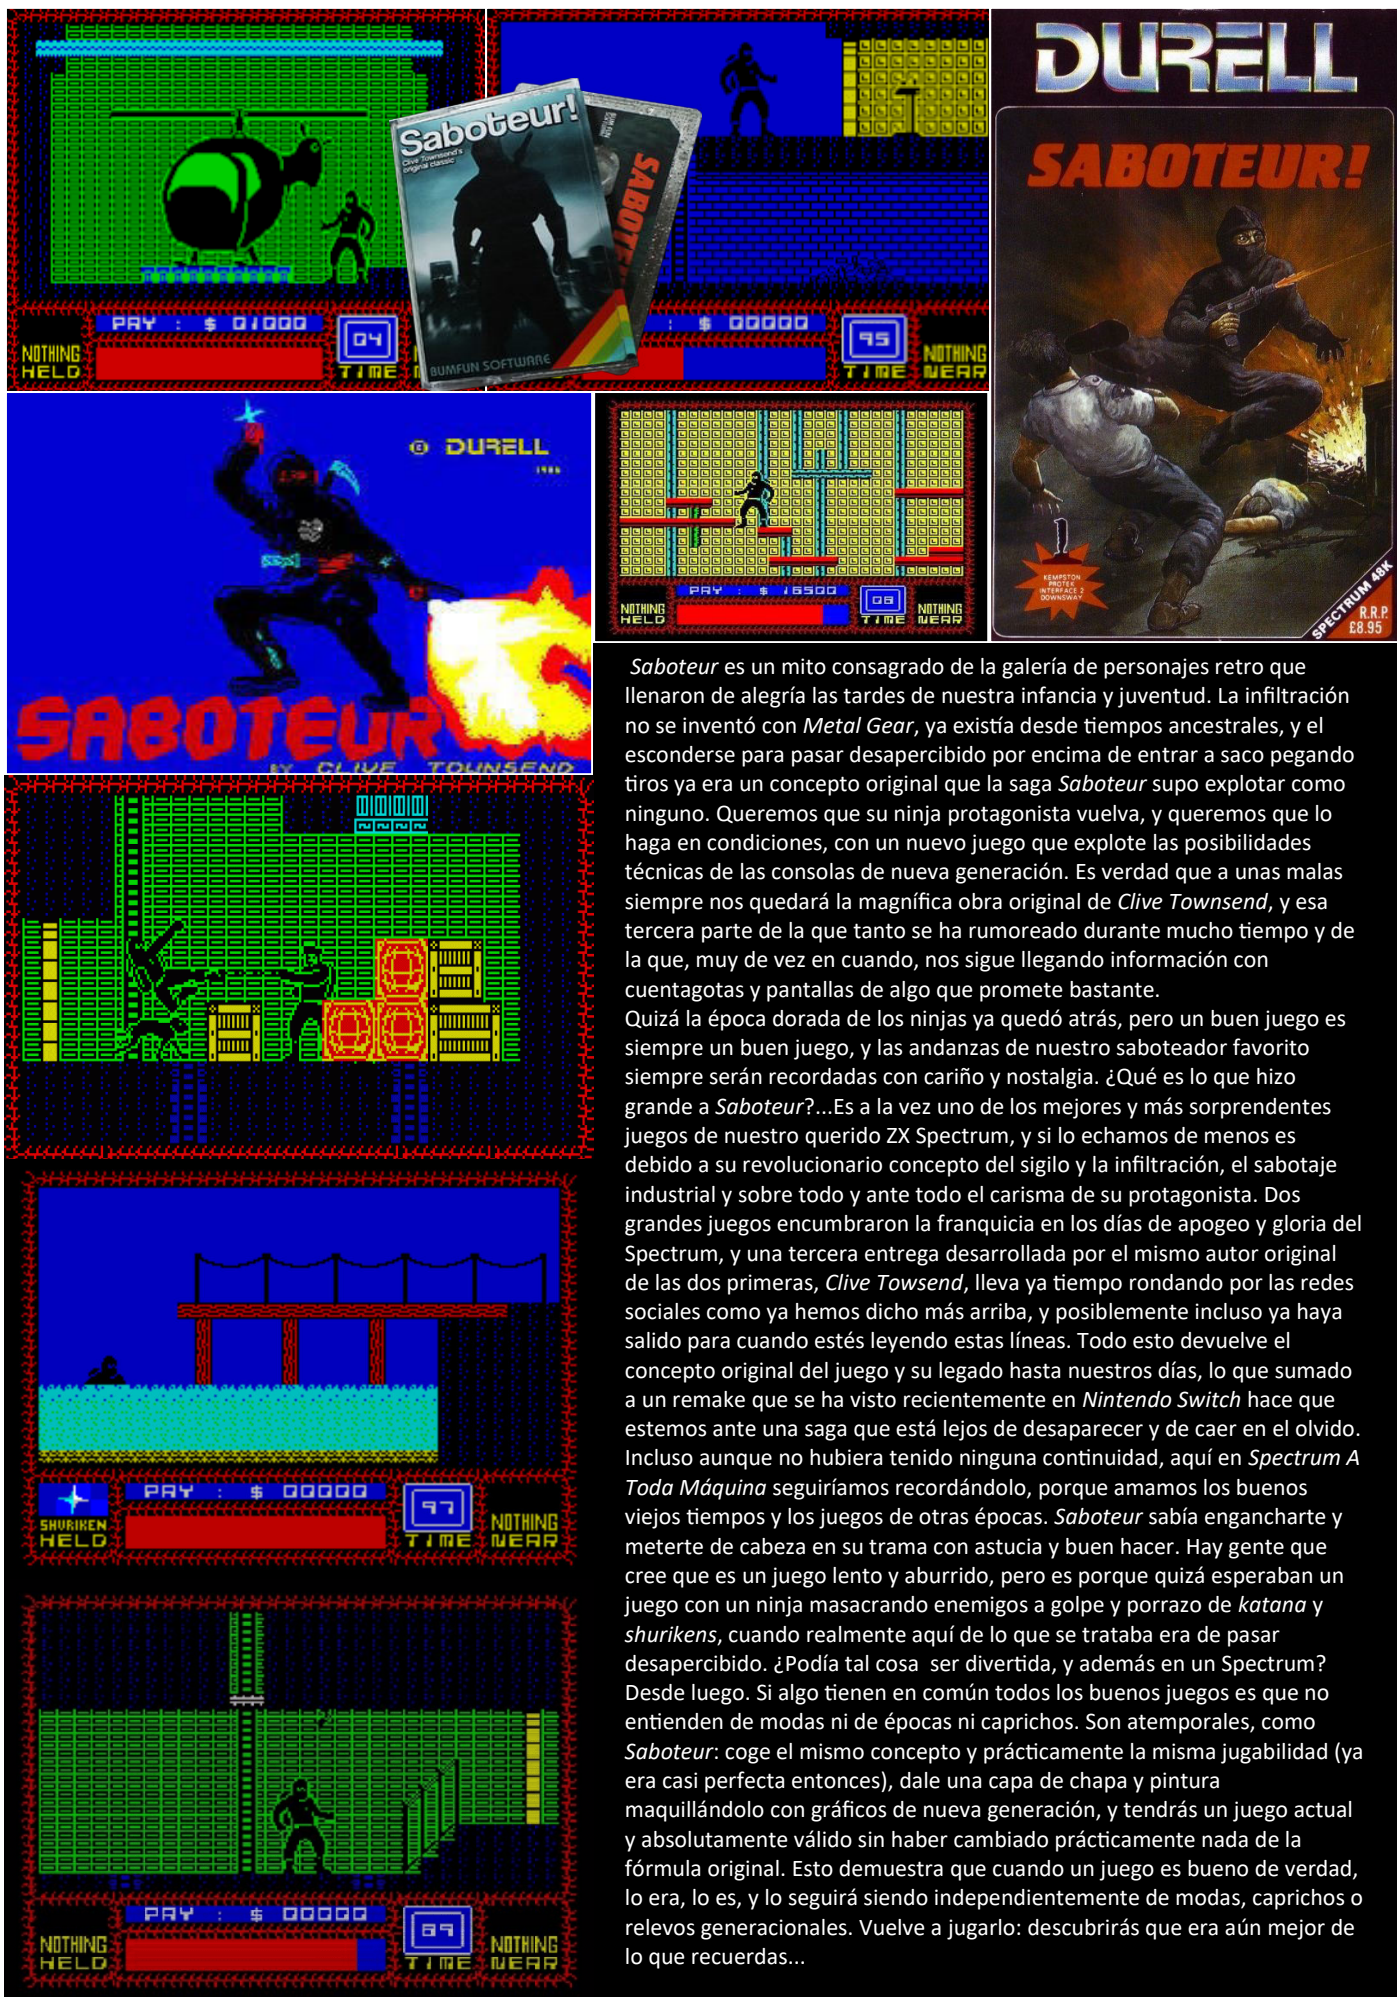 PAY : $ 01000
04
NOTHING
HELD
TIME
Saboteur!
Clive Townsend's
original classic
BUMFUN SOFTWARE
SABOTE
: $ 00000
95
TIME
NOTHING
NEAR
DURELL
SABOTEUR!
1
KEMPSTON
PROTEK
INTERFACE 2
DOWNSWAY
SPECTRUM 48K
R.R.P.
£8.95
© DURELL
1986
SABOTEUR
BY CLIVE TOWNSEND
PAY : $ 16500
06
NOTHING
HELD
TIME
NOTHING
NEAR
Saboteur es un mito consagrado de la galería de personajes retro que
llenaron de alegría las tardes de nuestra infancia y juventud. La infiltración
no se inventó con Metal Gear, ya existía desde tiempos ancestrales, y el
esconderse para pasar desapercibido por encima de entrar a saco pegando
tiros ya era un concepto original que la saga Saboteur supo explotar como
ninguno. Queremos que su ninja protagonista vuelva, y queremos que lo
haga en condiciones, con un nuevo juego que explote las posibilidades
técnicas de las consolas de nueva generación. Es verdad que a unas malas
siempre nos quedará la magnífica obra original de Clive Townsend, y esa
tercera parte de la que tanto se ha rumoreado durante mucho tiempo y de
la que, muy de vez en cuando, nos sigue llegando información con
cuentagotas y pantallas de algo que promete bastante.
Quizá la época dorada de los ninjas ya quedó atrás, pero un buen juego es
siempre un buen juego, y las andanzas de nuestro saboteador favorito
siempre serán recordadas con cariño y nostalgia. ¿Qué es lo que hizo
grande a Saboteur?...Es a la vez uno de los mejores y más sorprendentes
juegos de nuestro querido ZX Spectrum, y si lo echamos de menos es
debido a su revolucionario concepto del sigilo y la infiltración, el sabotaje
industrial y sobre todo y ante todo el carisma de su protagonista. Dos
grandes juegos encumbraron la franquicia en los días de apogeo y gloria del
Spectrum, y una tercera entrega desarrollada por el mismo autor original
de las dos primeras, Clive Towsend, lleva ya tiempo rondando por las redes
sociales como ya hemos dicho más arriba, y posiblemente incluso ya haya
salido para cuando estés leyendo estas líneas. Todo esto devuelve el
concepto original del juego y su legado hasta nuestros días, lo que sumado
a un remake que se ha visto recientemente en Nintendo Switch hace que
estemos ante una saga que está lejos de desaparecer y de caer en el olvido.
Incluso aunque no hubiera tenido ninguna continuidad, aquí en Spectrum A
Toda Máquina seguiríamos recordándolo, porque amamos los buenos
viejos tiempos y los juegos de otras épocas. Saboteur sabía engancharte y
meterte de cabeza en su trama con astucia y buen hacer. Hay gente que
cree que es un juego lento y aburrido, pero es porque quizá esperaban un
juego con un ninja masacrando enemigos a golpe y porrazo de katana y
shurikens, cuando realmente aquí de lo que se trataba era de pasar
desapercibido. ¿Podía tal cosa ser divertida, y además en un Spectrum?
Desde luego. Si algo tienen en común todos los buenos juegos es que no
entienden de modas ni de épocas ni caprichos. Son atemporales, como
Saboteur: coge el mismo concepto y prácticamente la misma jugabilidad (ya
era casi perfecta entonces), dale una capa de chapa y pintura
maquillándolo con gráficos de nueva generación, y tendrás un juego actual
y absolutamente válido sin haber cambiado prácticamente nada de la
fórmula original. Esto demuestra que cuando un juego es bueno de verdad,
lo era, lo es, y lo seguirá siendo independientemente de modas, caprichos o
relevos generacionales. Vuelve a jugarlo: descubrirás que era aún mejor de
lo que recuerdas...
PAY : $ 00000
97
SHURIKEN
HELD
TIME
NOTHING
NEAR
PAY : $ 00000
89
NOTHING
HELD
TIME
NOTHING
NEAR